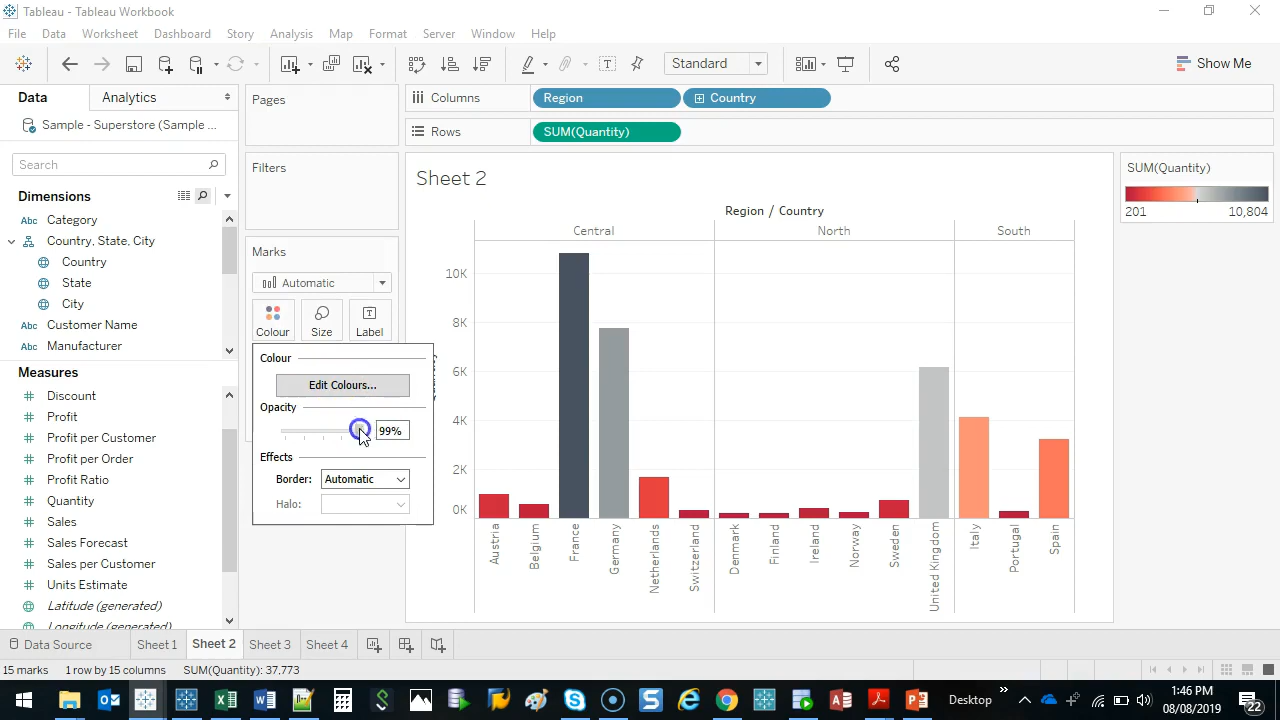 Tableau - Tableau Workbook
File Data Worksheet Dashboard Story Analysis Map Format Server Window Help
Standard
Show Me
Data Analytics
Sample - Superstore (Sample ...
Search
Dimensions
Abc Category
Country, State, City
Country
State
City
Abc Customer Name
Abc Manufacturer
Measures
Discount
Profit
Profit per Customer
Profit per Order
Profit Ratio
Quantity
Sales
Sales Forecast
Sales per Customer
Units Estimate
Latitude (generated)
Longitude (generated)
Pages
Filters
Marks
Automatic
Colour Size Label
Colour
Edit Colours...
Opacity
99%
Effects
Border: Automatic
Halo:
Columns Region Country
Rows SUM(Quantity)
Sheet 2
Region / Country
Central North South
10K
8K
6K
4K
2K
0K
Austria
Belgium
France
Germany
Netherlands
Switzerland
Denmark
Finland
Ireland
Norway
Sweden
United Kingdom
Italy
Portugal
Spain
SUM(Quantity)
201 10,804
Data Source Sheet 1 Sheet 2 Sheet 3 Sheet 4
15 marks 1 row by 15 columns SUM(Quantity): 37,773
Desktop
1:46 PM
08/08/2019
22